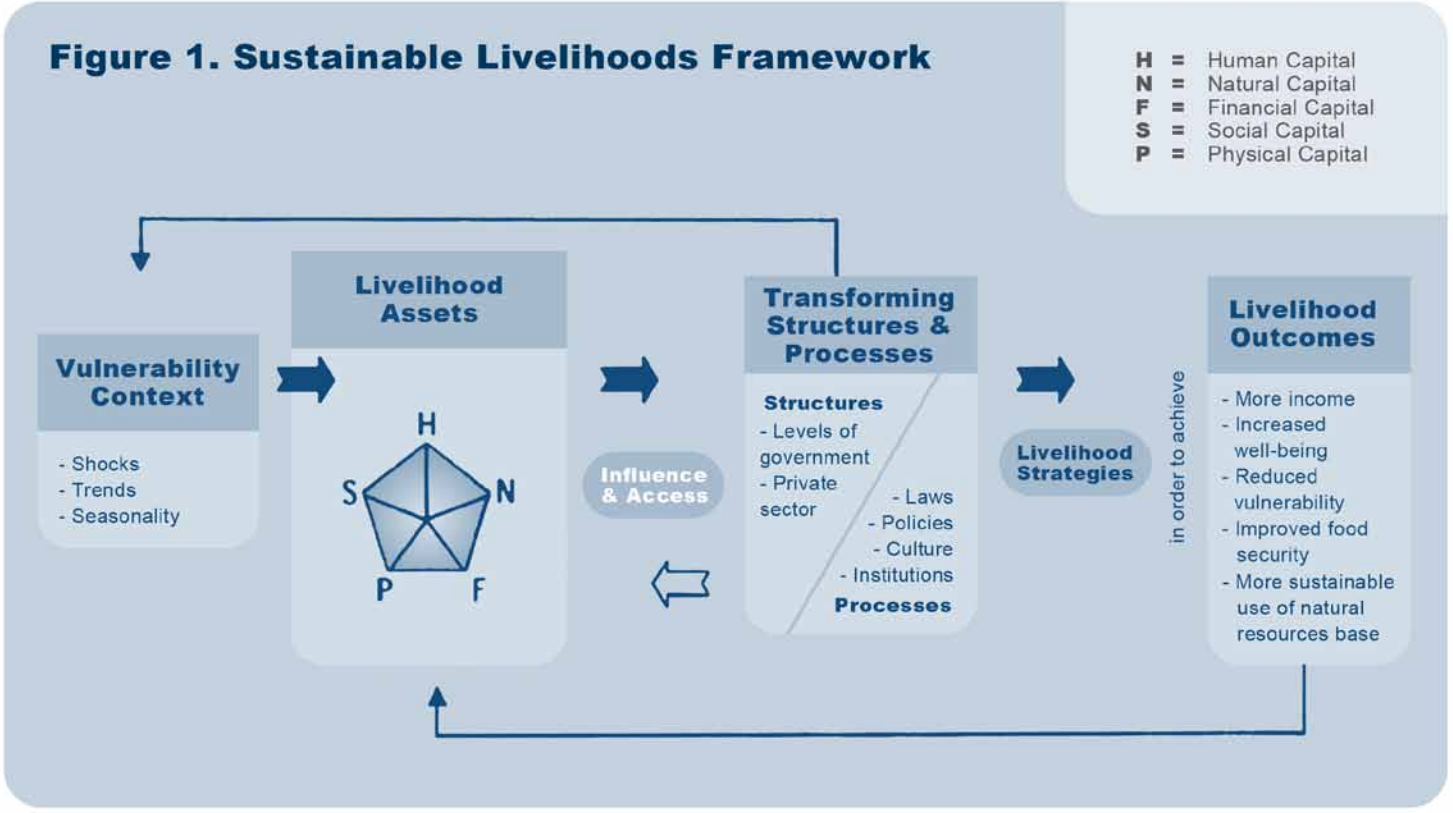 Figure 1. Sustainable Livelihoods Framework
H = Human Capital
N = Natural Capital
F = Financial Capital
S = Social Capital
P = Physical Capital
Vulnerability
Context
- Shocks
- Trends
- Seasonality
Livelihood
Assets
H
S
N
P
F
Influence
& Access
Transforming
Structures &
Processes
Structures
- Levels of
government
- Private
sector
- Laws
- Policies
- Culture
- Institutions
Processes
Livelihood
Strategies
in order to achieve
Livelihood
Outcomes
- More income
- Increased
well-being
- Reduced
vulnerability
- Improved food
security
- More sustainable
use of natural
resources base